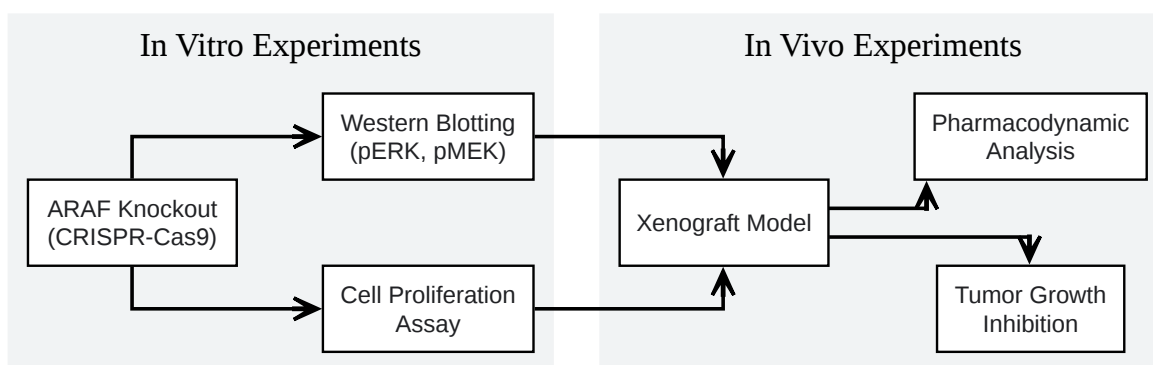 In Vitro Experiments
ARAF Knockout
(CRISPR-Cas9)
Western Blotting
(pERK, pMEK)
Cell Proliferation
Assay
In Vivo Experiments
Xenograft Model
Pharmacodynamic
Analysis
Tumor Growth
Inhibition